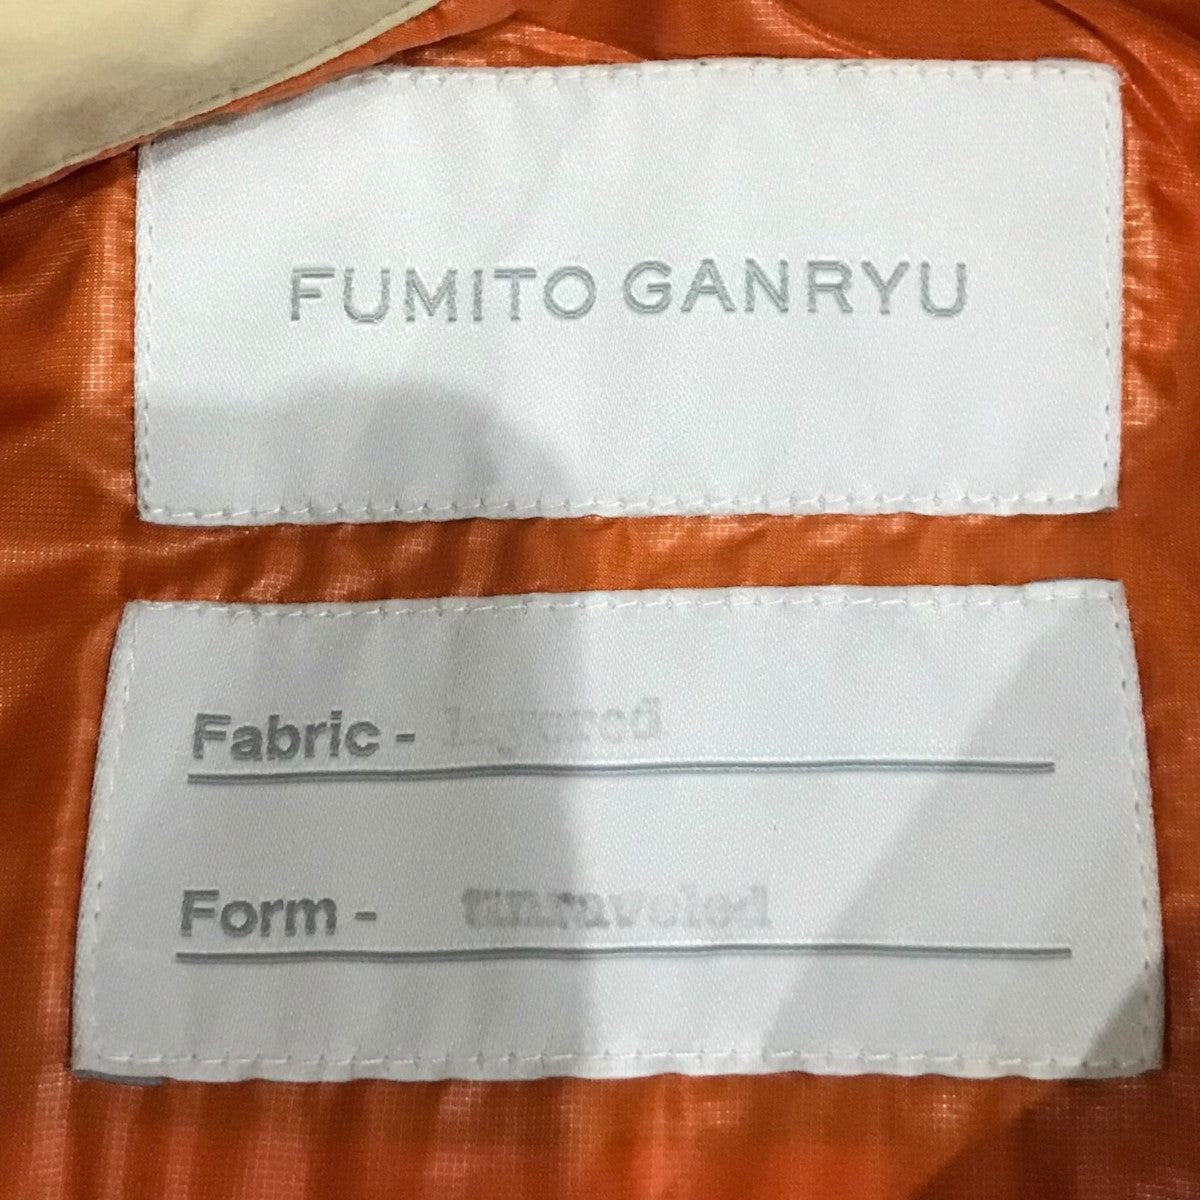 FUMITO GANRYU
Fabric - layered
Form - unraveled